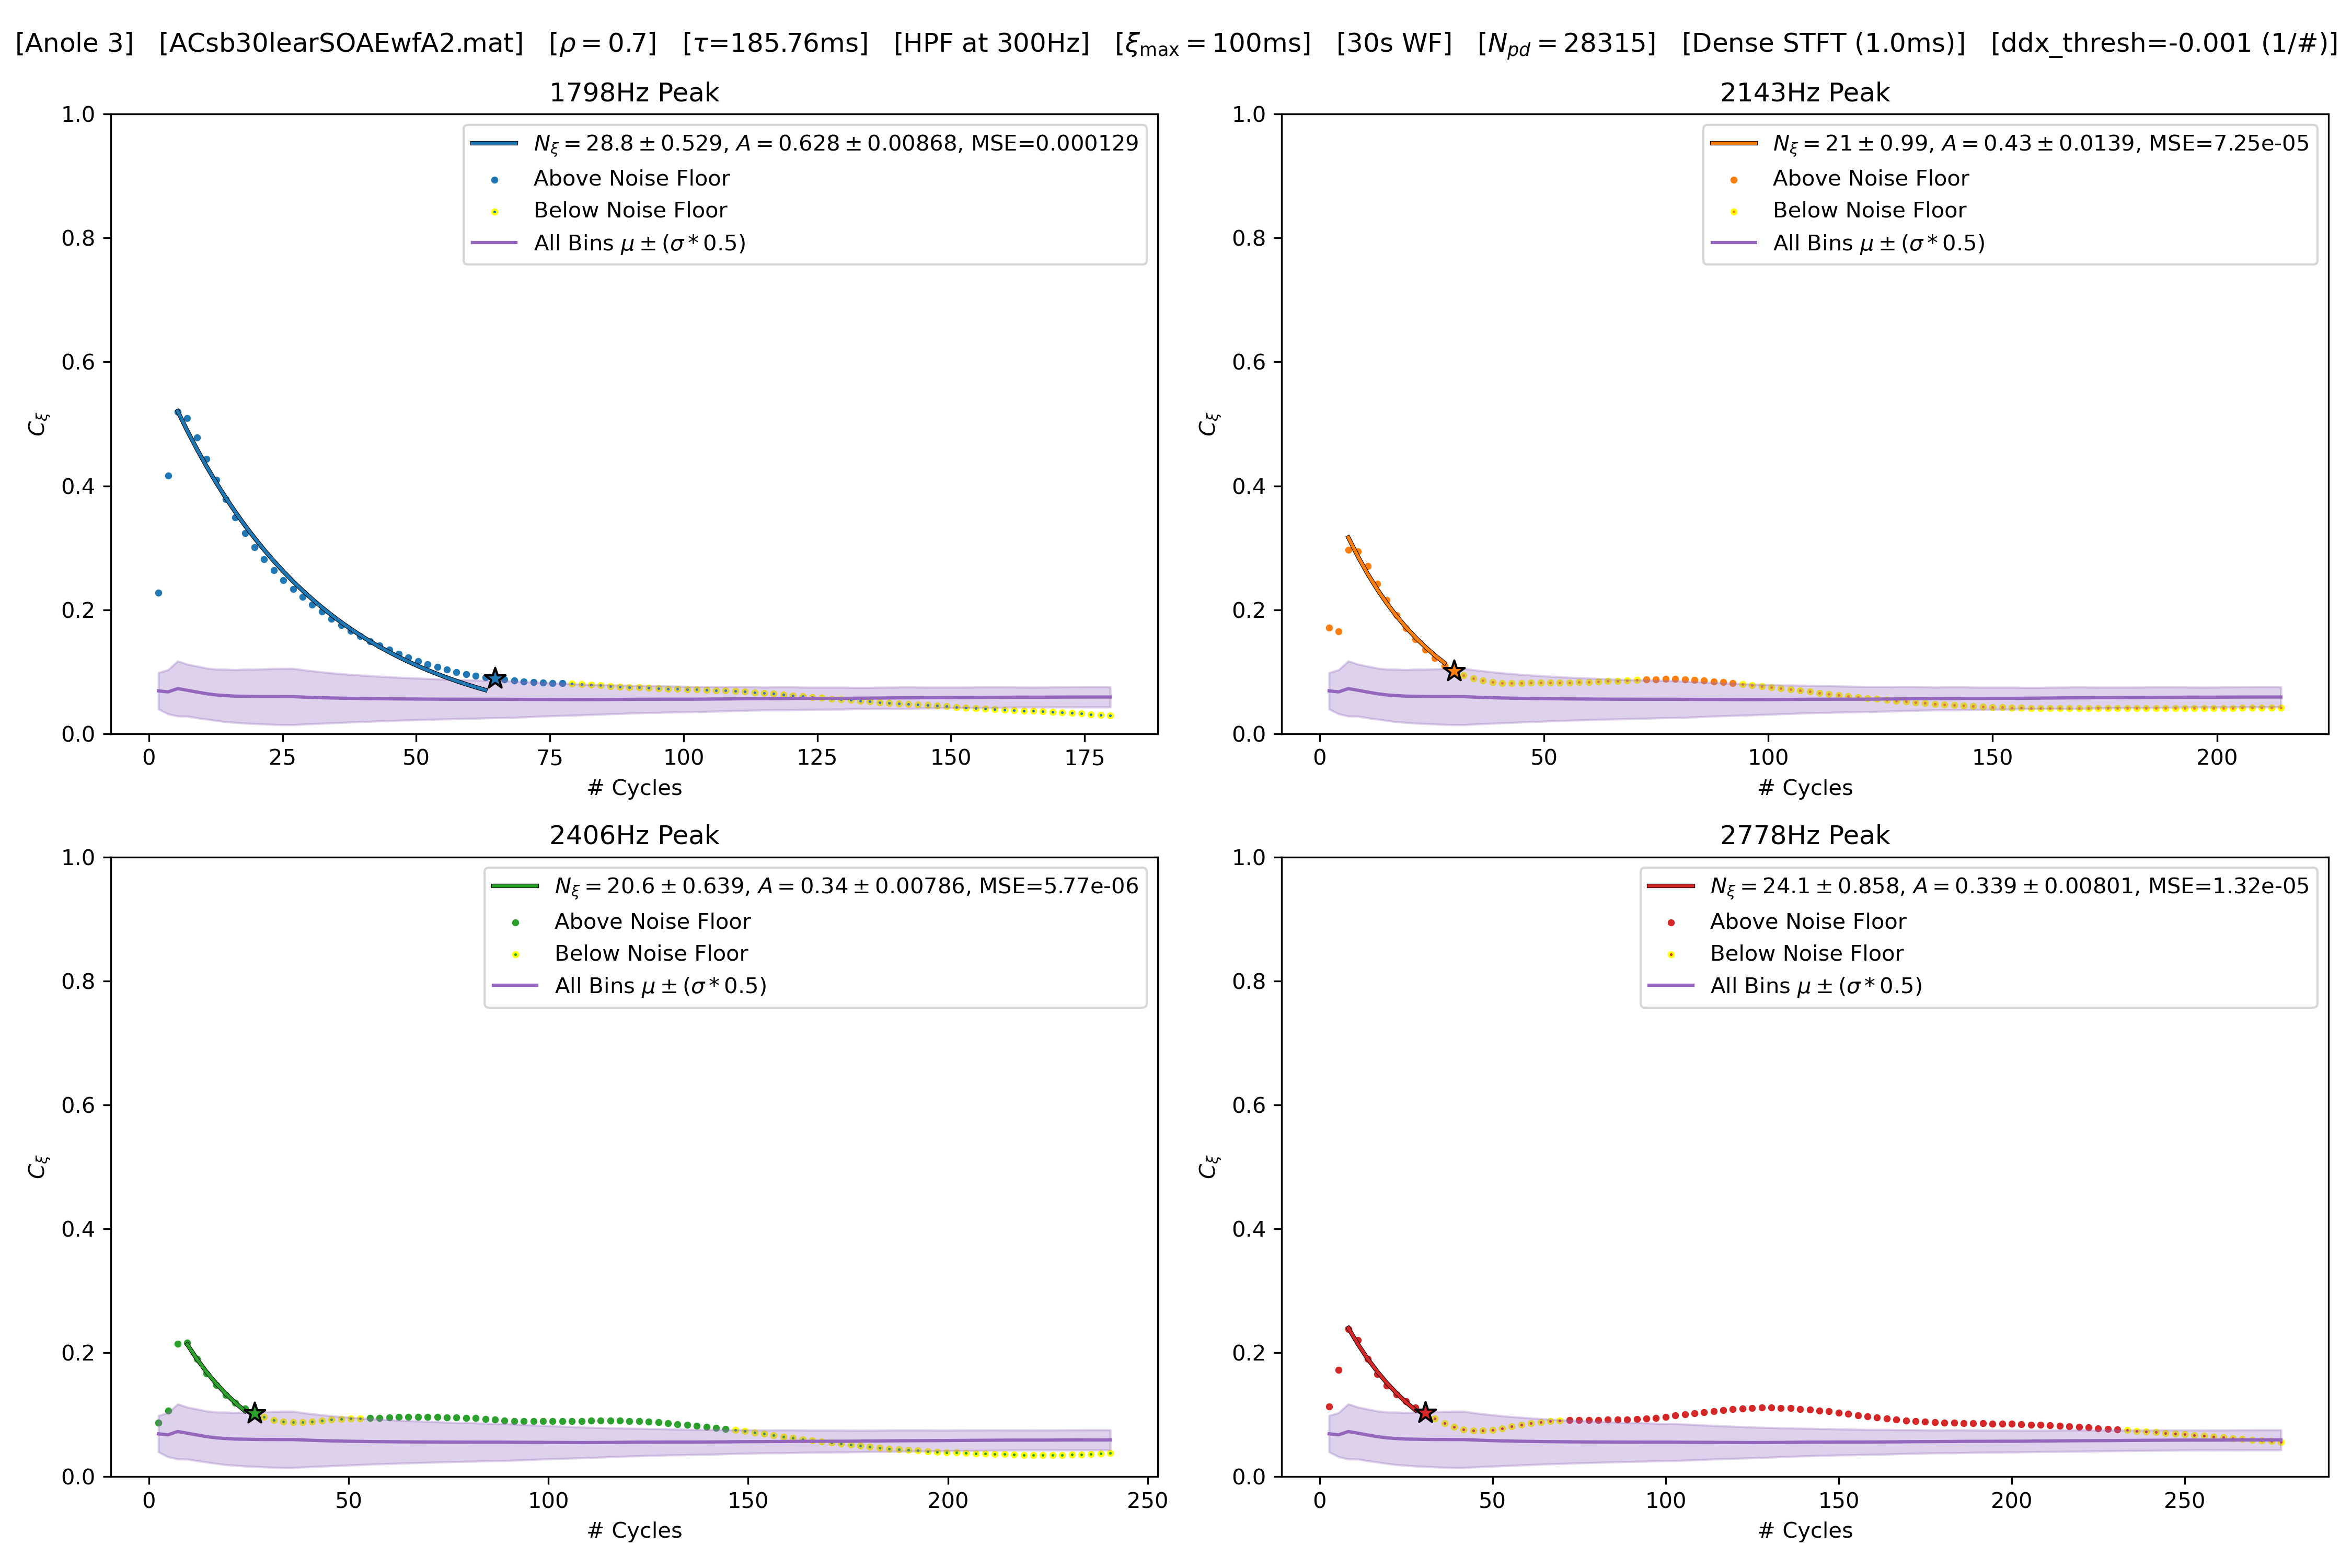 [Anole 3] [ACsb30learSOAEwfA2.mat] [ρ = 0.7] [τ=185.76ms] [HPF at 300Hz] [ξmax = 100ms] [30s WF] [Npd = 28315] [Dense STFT (1.0ms)] [ddx_thresh=-0.001 (1/#)]
1798Hz Peak
Nξ = 28.8 ± 0.529, A = 0.628 ± 0.00868, MSE=0.000129
Above Noise Floor
Below Noise Floor
All Bins μ ± (σ * 0.5)
1.0
0.8
0.6
0.4
0.2
0.0
Cξ
0 25 50 75 100 125 150 175
# Cycles
2143Hz Peak
Nξ = 21 ± 0.99, A = 0.43 ± 0.0139, MSE=7.25e-05
Above Noise Floor
Below Noise Floor
All Bins μ ± (σ * 0.5)
1.0
0.8
0.6
0.4
0.2
0.0
Cξ
0 50 100 150 200
# Cycles
2406Hz Peak
Nξ = 20.6 ± 0.639, A = 0.34 ± 0.00786, MSE=5.77e-06
Above Noise Floor
Below Noise Floor
All Bins μ ± (σ * 0.5)
1.0
0.8
0.6
0.4
0.2
0.0
Cξ
0 50 100 150 200 250
# Cycles
2778Hz Peak
Nξ = 24.1 ± 0.858, A = 0.339 ± 0.00801, MSE=1.32e-05
Above Noise Floor
Below Noise Floor
All Bins μ ± (σ * 0.5)
1.0
0.8
0.6
0.4
0.2
0.0
Cξ
0 50 100 150 200 250
# Cycles